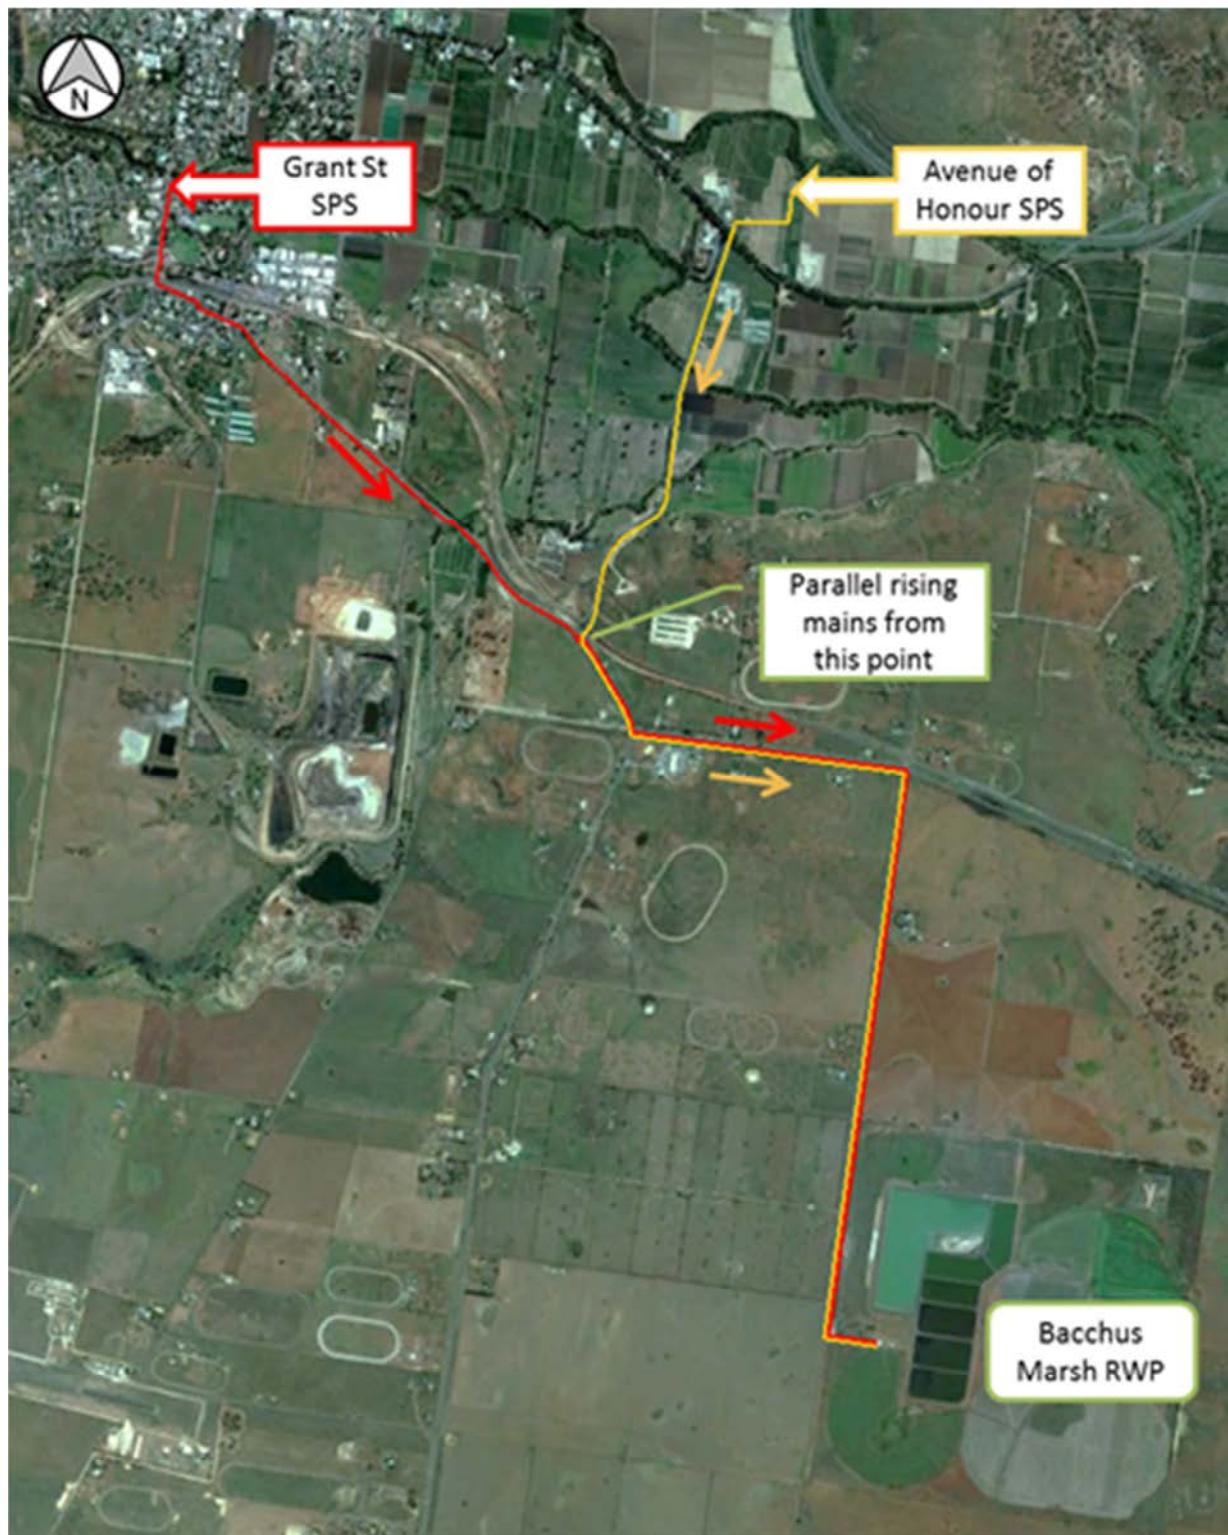 N
Grant St
SPS
Avenue of
Honour SPS
Parallel rising
mains from
this point
Bacchus
Marsh RWP